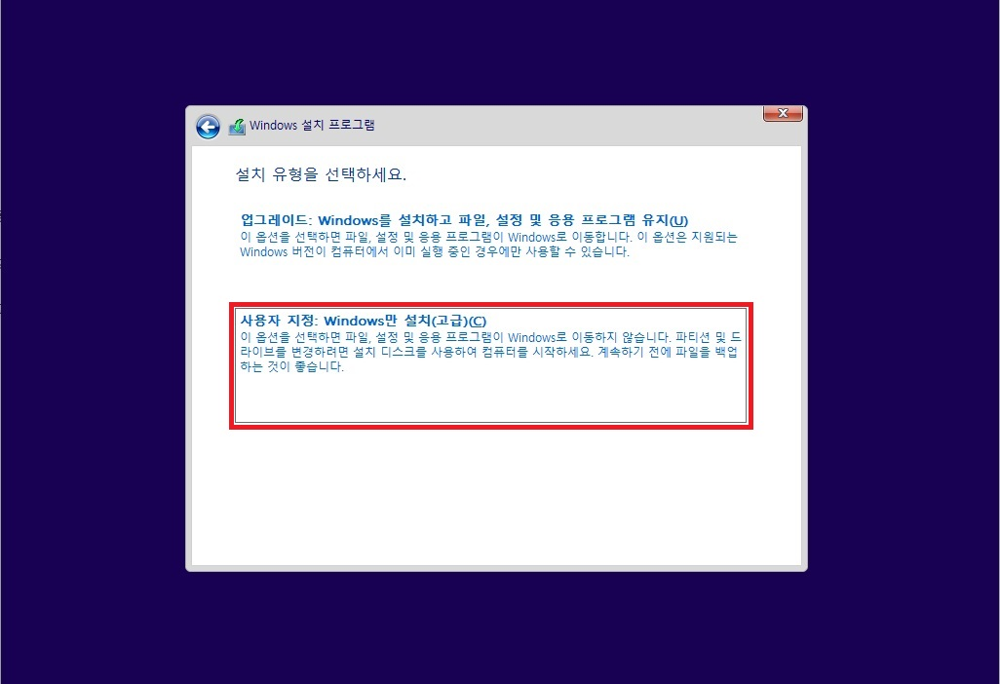 Windows 설치 프로그램
설치 유형을 선택하세요.
업그레이드: Windows를 설치하고 파일, 설정 및 응용 프로그램 유지(U)
이 옵션을 선택하면 파일, 설정 및 응용 프로그램이 Windows로 이동합니다. 이 옵션은 지원되는
Windows 버전이 컴퓨터에서 이미 실행 중인 경우에만 사용할 수 있습니다.
사용자 지정: Windows만 설치(고급)(C)
이 옵션을 선택하면 파일, 설정 및 응용 프로그램이 Windows로 이동하지 않습니다. 파티션 및 드
라이브를 변경하려면 설치 디스크를 사용하여 컴퓨터를 시작하세요. 계속하기 전에 파일을 백업
하는 것이 좋습니다.